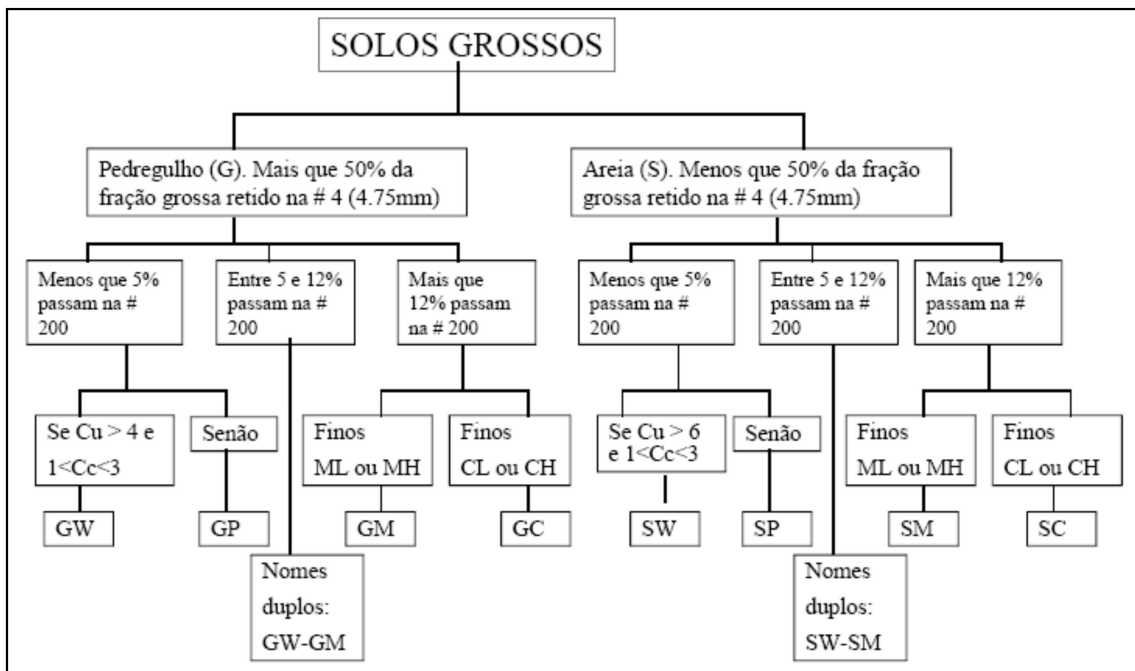 SOLOS GROSSOS
Pedregulho (G). Mais que 50% da
fração grossa retido na # 4 (4.75mm)
Areia (S). Menos que 50% da fração
grossa retido na # 4 (4.75mm)
Menos que 5%
passam na #
200
Entre 5 e 12%
passam na #
200
Mais que
12% passam
na # 200
Menos que 5%
passam na #
200
Entre 5 e 12%
passam na #
200
Mais que 12%
passam na #
200
Se Cu > 4 e
1<Cc<3
Senão
Finos
ML ou MH
Finos
CL ou CH
Se Cu > 6
e 1<Cc<3
Senão
Finos
ML ou MH
Finos
CL ou CH
GW
GP
GM
GC
SW
SP
SM
SC
Nomes
duplos:
GW-GM
Nomes
duplos:
SW-SM